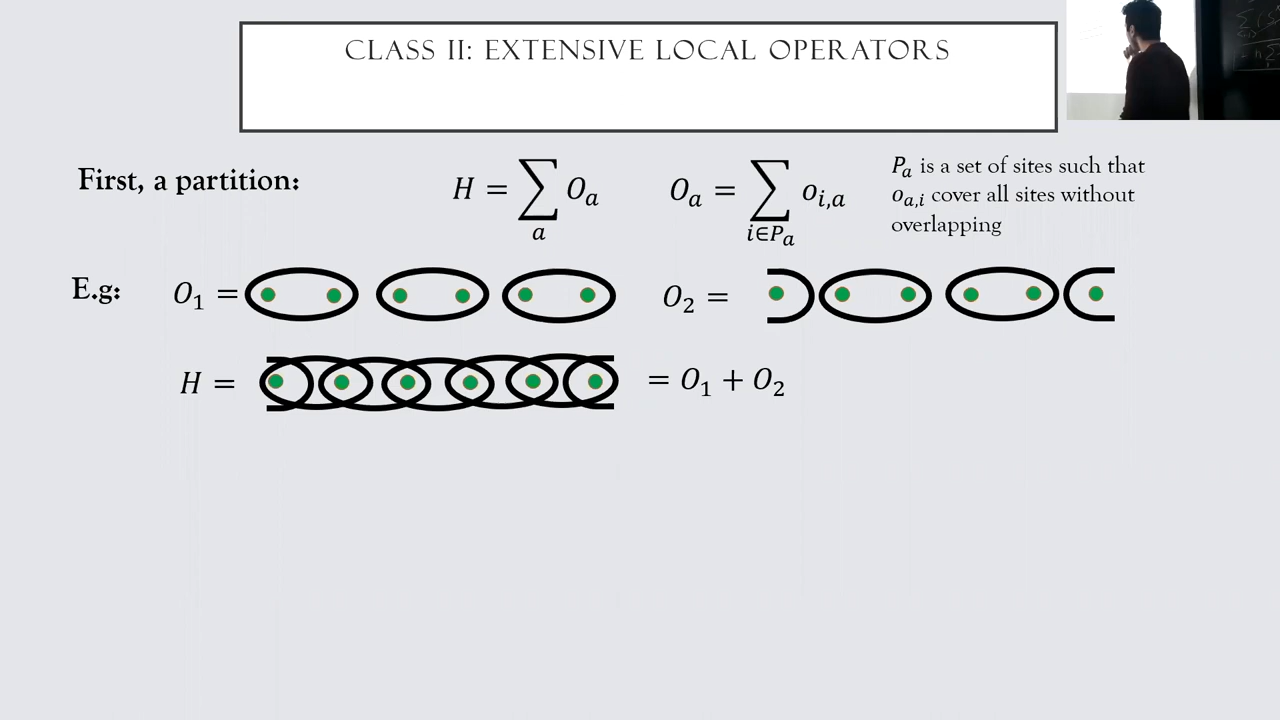 CLASS II: EXTENSIVE LOCAL OPERATORS
First, a partition:
H = ∑_a O_a
O_a = ∑_{i∈P_a} o_{i,a}
P_a is a set of sites such that
o_{a,i} cover all sites without
overlapping
E.g:
O_1 =
O_2 =
H =
= O_1 + O_2